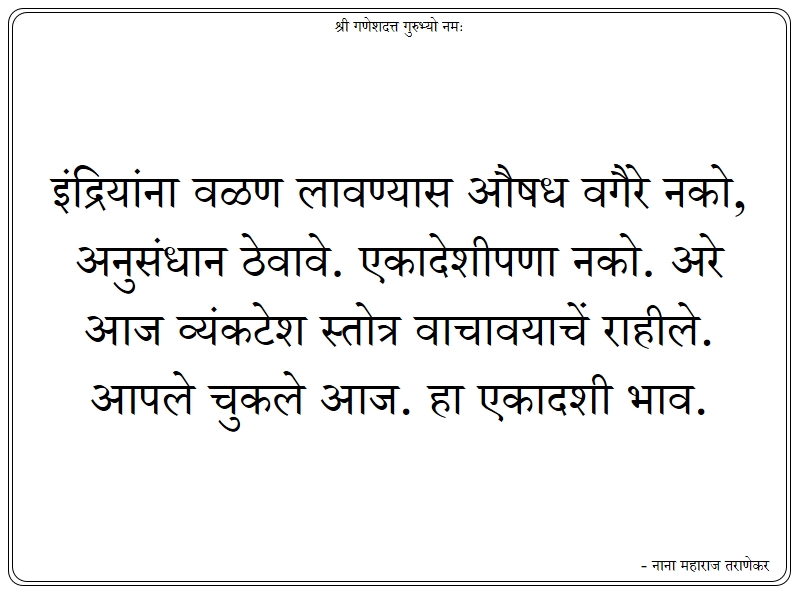 श्री गणेशदत्त गुरुभ्यो नमः
इंद्रियांना वळण लावण्यास औषध वगैरे नको,
अनुसंधान ठेवावे. एकादेशीपणा नको. अरे
आज व्यंकटेश स्तोत्र वाचावयाचें राहीले.
आपले चुकले आज. हा एकादशी भाव.
- नाना महाराज तराणेकर